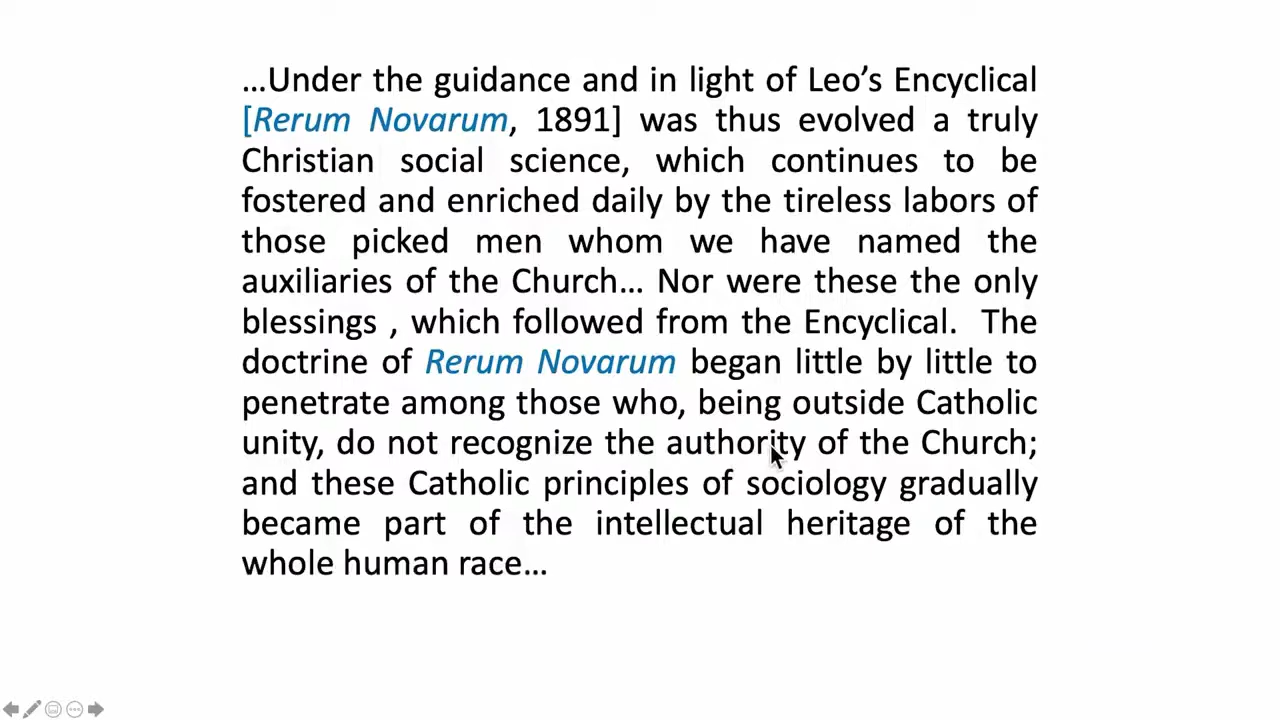 …Under the guidance and in light of Leo’s Encyclical
[Rerum Novarum, 1891] was thus evolved a truly
Christian social science, which continues to be
fostered and enriched daily by the tireless labors of
those picked men whom we have named the
auxiliaries of the Church… Nor were these the only
blessings , which followed from the Encyclical.  The
doctrine of Rerum Novarum began little by little to
penetrate among those who, being outside Catholic
unity, do not recognize the authority of the Church;
and these Catholic principles of sociology gradually
became part of the intellectual heritage of the
whole human race…